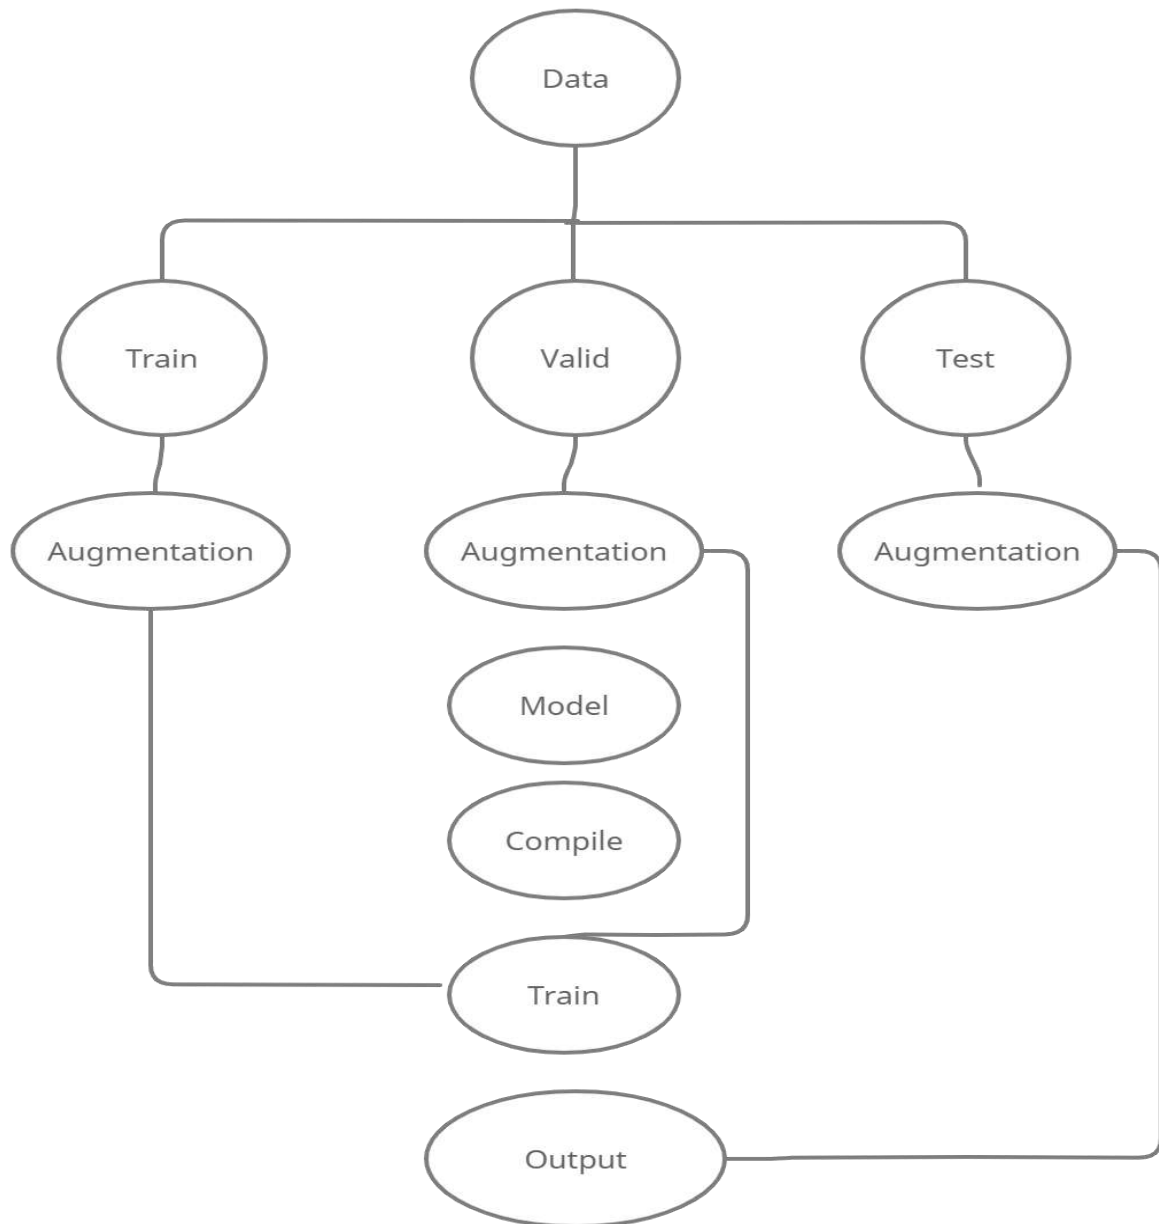 Data
Train
Valid
Test
Augmentation
Augmentation
Augmentation
Model
Compile
Train
Output